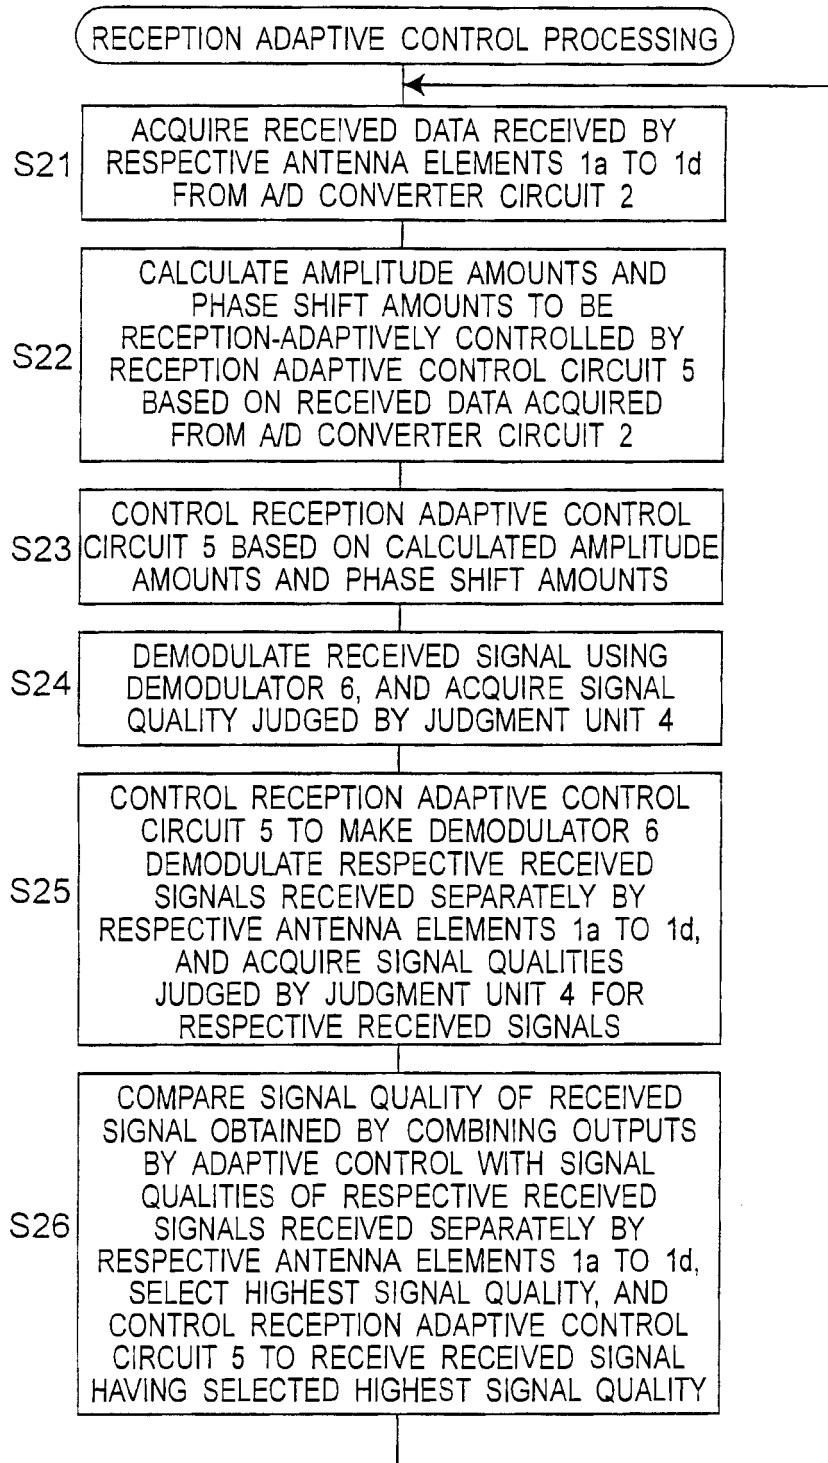 RECEPTION ADAPTIVE CONTROL PROCESSING
S21
ACQUIRE RECEIVED DATA RECEIVED BY
RESPECTIVE ANTENNA ELEMENTS 1a TO 1d
FROM A/D CONVERTER CIRCUIT 2
S22
CALCULATE AMPLITUDE AMOUNTS AND
PHASE SHIFT AMOUNTS TO BE
RECEPTION-ADAPTIVELY CONTROLLED BY
RECEPTION ADAPTIVE CONTROL CIRCUIT 5
BASED ON RECEIVED DATA ACQUIRED
FROM A/D CONVERTER CIRCUIT 2
S23
CONTROL RECEPTION ADAPTIVE CONTROL
CIRCUIT 5 BASED ON CALCULATED AMPLITUDE
AMOUNTS AND PHASE SHIFT AMOUNTS
S24
DEMODULATE RECEIVED SIGNAL USING
DEMODULATOR 6, AND ACQUIRE SIGNAL
QUALITY JUDGED BY JUDGMENT UNIT 4
S25
CONTROL RECEPTION ADAPTIVE CONTROL
CIRCUIT 5 TO MAKE DEMODULATOR 6
DEMODULATE RESPECTIVE RECEIVED
SIGNALS RECEIVED SEPARATELY BY
RESPECTIVE ANTENNA ELEMENTS 1a TO 1d,
AND ACQUIRE SIGNAL QUALITIES
JUDGED BY JUDGMENT UNIT 4 FOR
RESPECTIVE RECEIVED SIGNALS
S26
COMPARE SIGNAL QUALITY OF RECEIVED
SIGNAL OBTAINED BY COMBINING OUTPUTS
BY ADAPTIVE CONTROL WITH SIGNAL
QUALITIES OF RESPECTIVE RECEIVED
SIGNALS RECEIVED SEPARATELY BY
RESPECTIVE ANTENNA ELEMENTS 1a TO 1d,
SELECT HIGHEST SIGNAL QUALITY, AND
CONTROL RECEPTION ADAPTIVE CONTROL
CIRCUIT 5 TO RECEIVE RECEIVED SIGNAL
HAVING SELECTED HIGHEST SIGNAL QUALITY